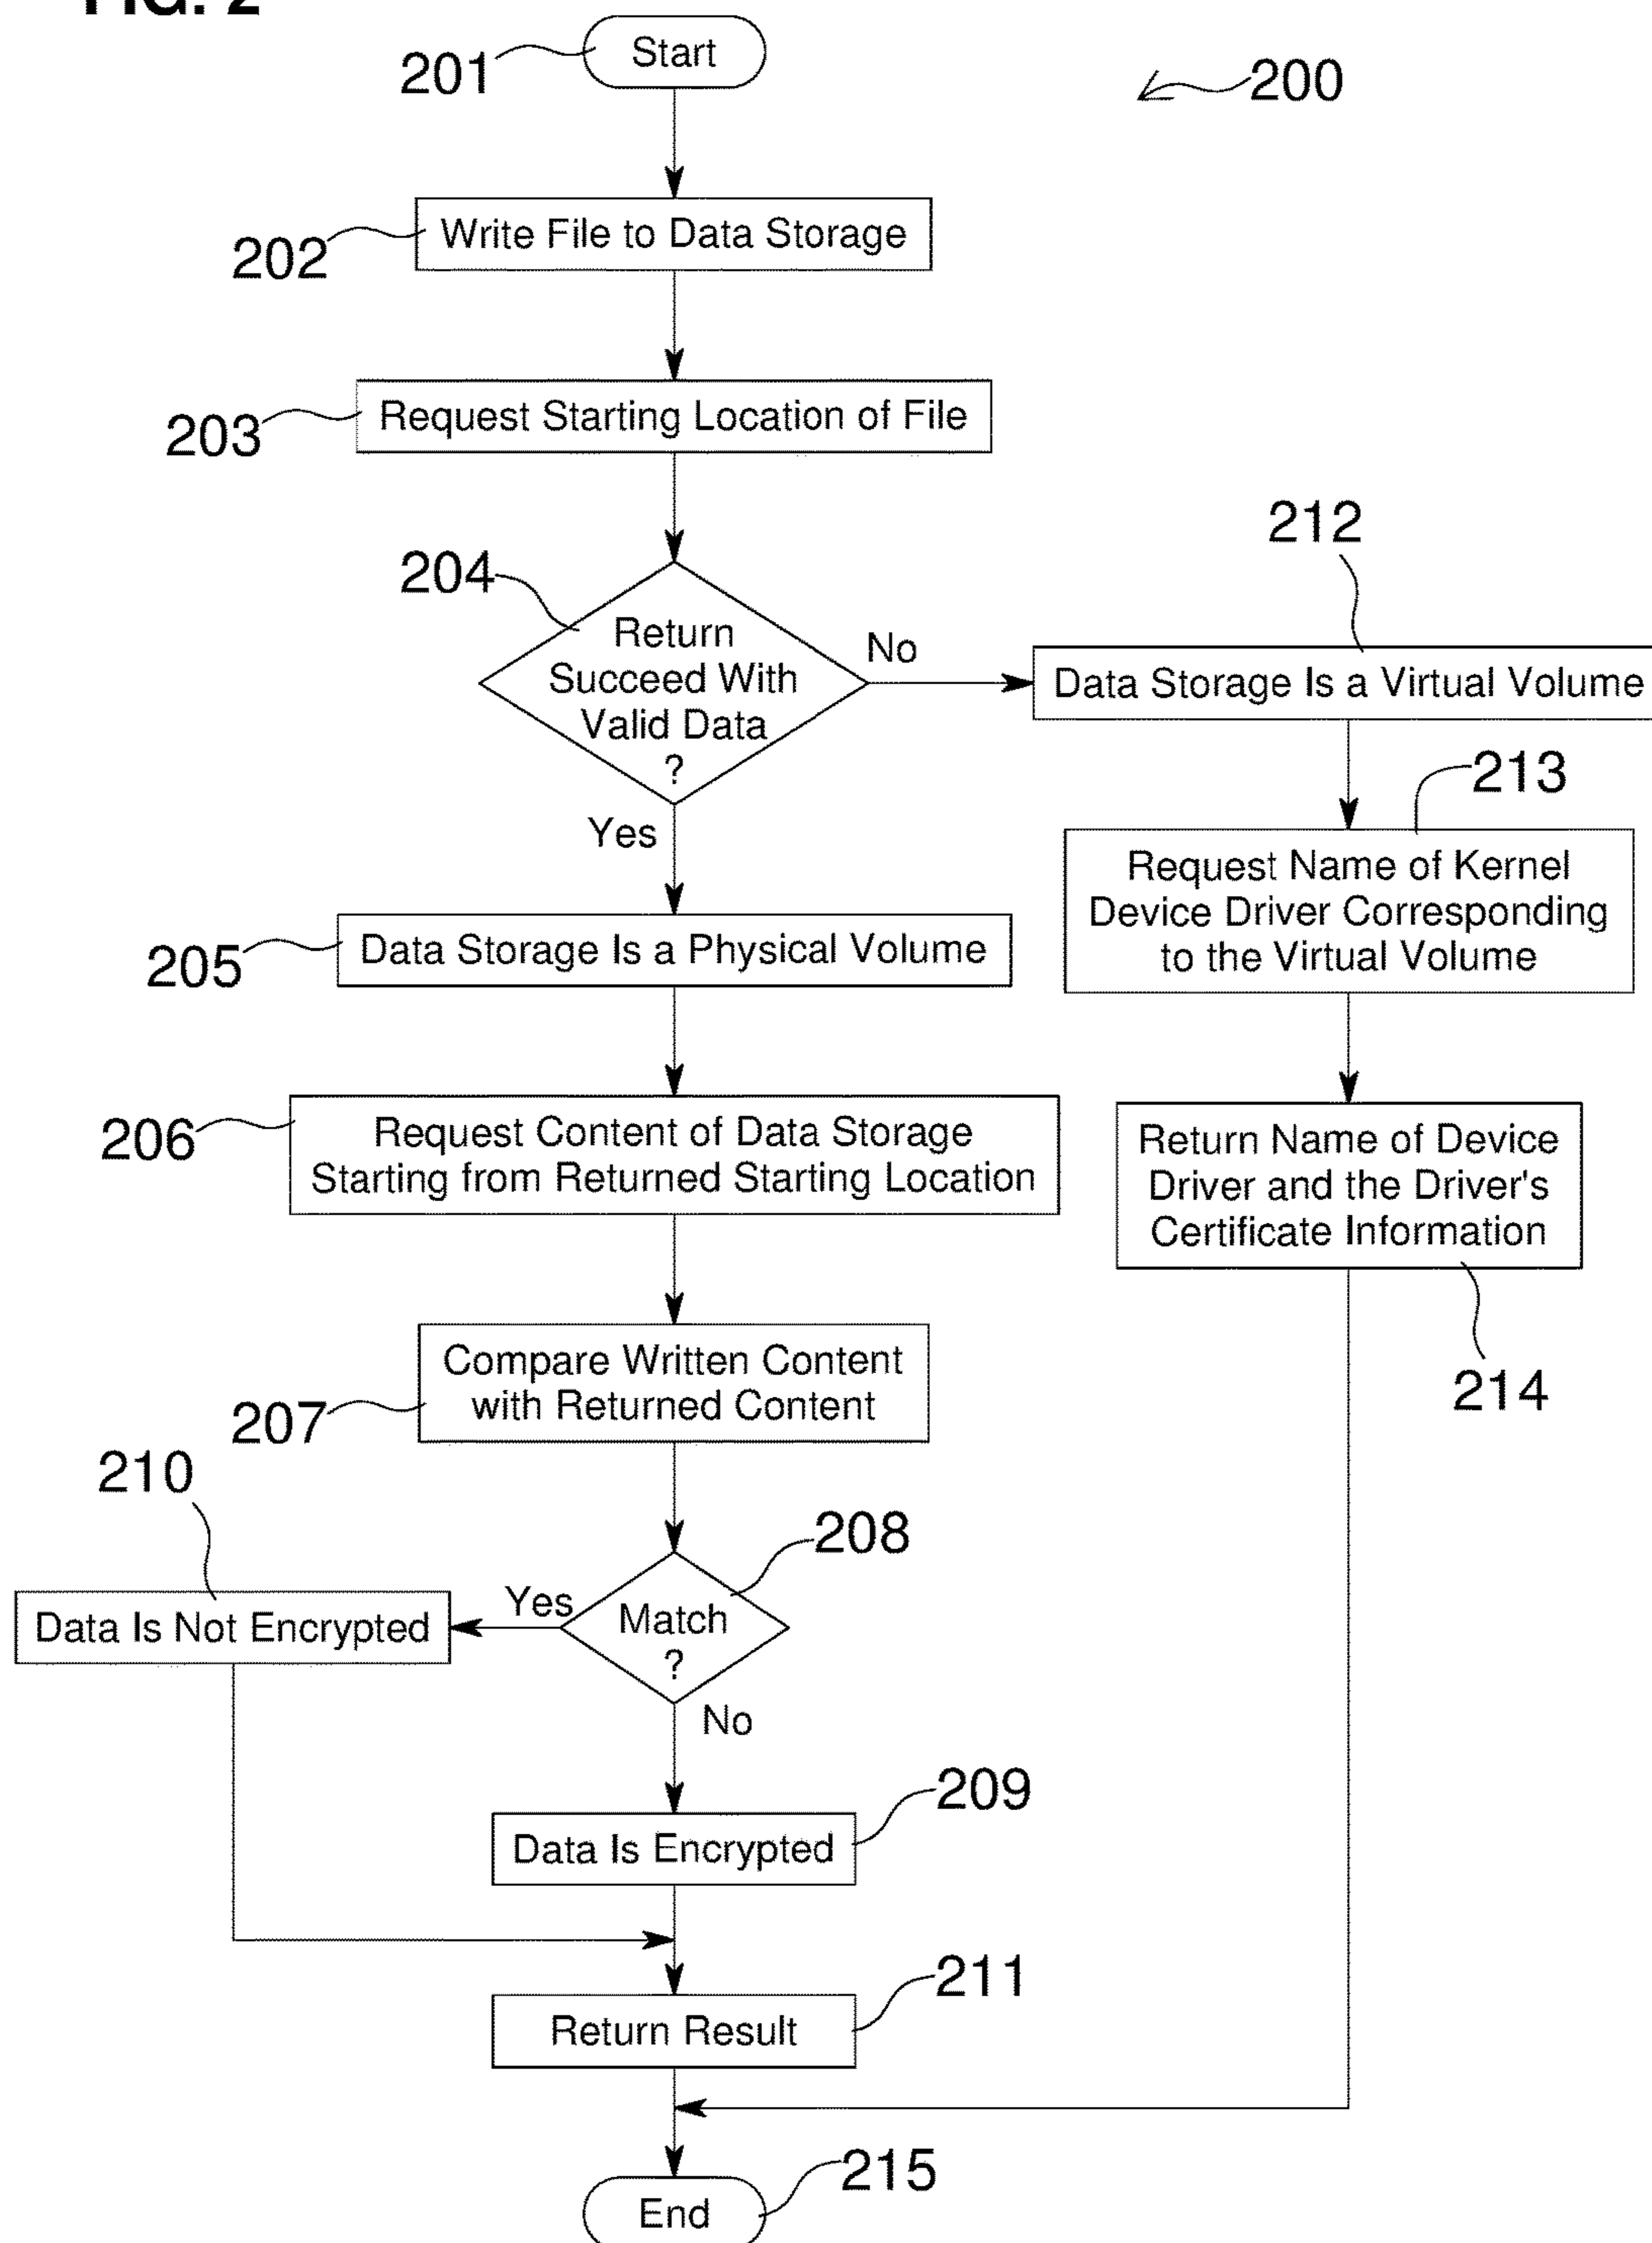 FIG. 2
201
Start
200
202
Write File to Data Storage
203
Request Starting Location of File
204
Return
Succeed With
Valid Data
?
No
Yes
212
Data Storage Is a Virtual Volume
213
Request Name of Kernel
Device Driver Corresponding
to the Virtual Volume
205
Data Storage Is a Physical Volume
206
Request Content of Data Storage
Starting from Returned Starting Location
Return Name of Device
Driver and the Driver's
Certificate Information
214
207
Compare Written Content
with Returned Content
210
208
Data Is Not Encrypted
Yes
Match
?
No
209
Data Is Encrypted
211
Return Result
215
End